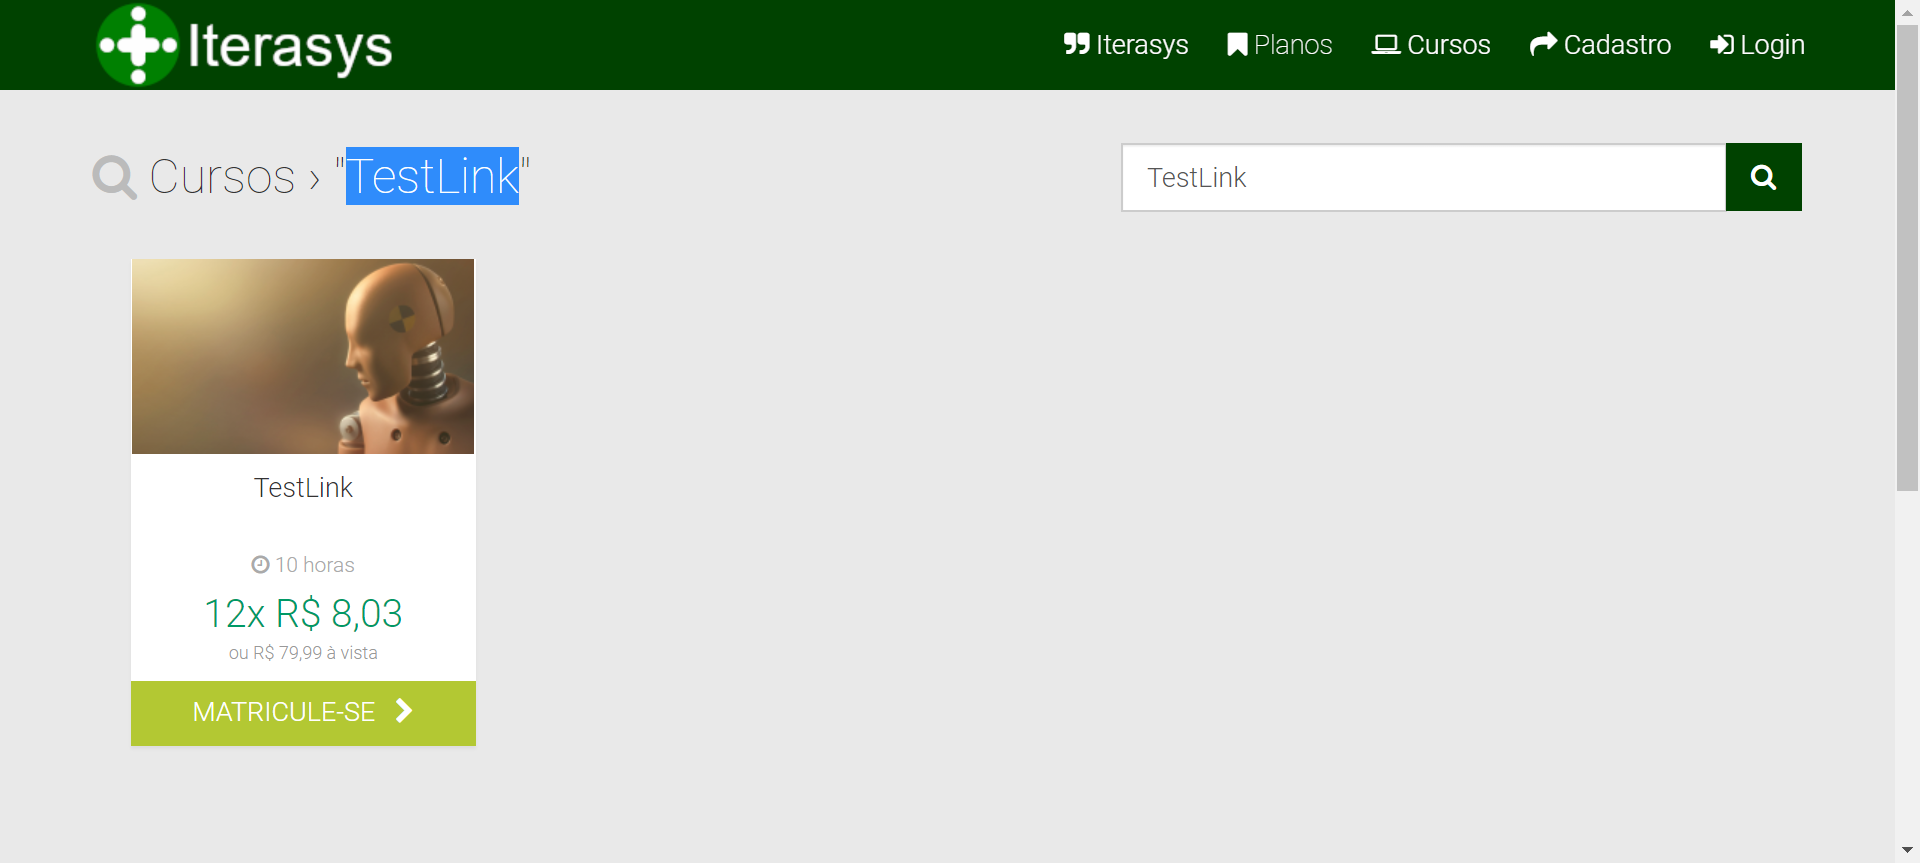 Iterasys
Iterasys Planos Cursos Cadastro Login
Cursos › "TestLink"
TestLink
TestLink
10 horas
12x R$ 8,03
ou R$ 79,99 à vista
MATRICULE-SE